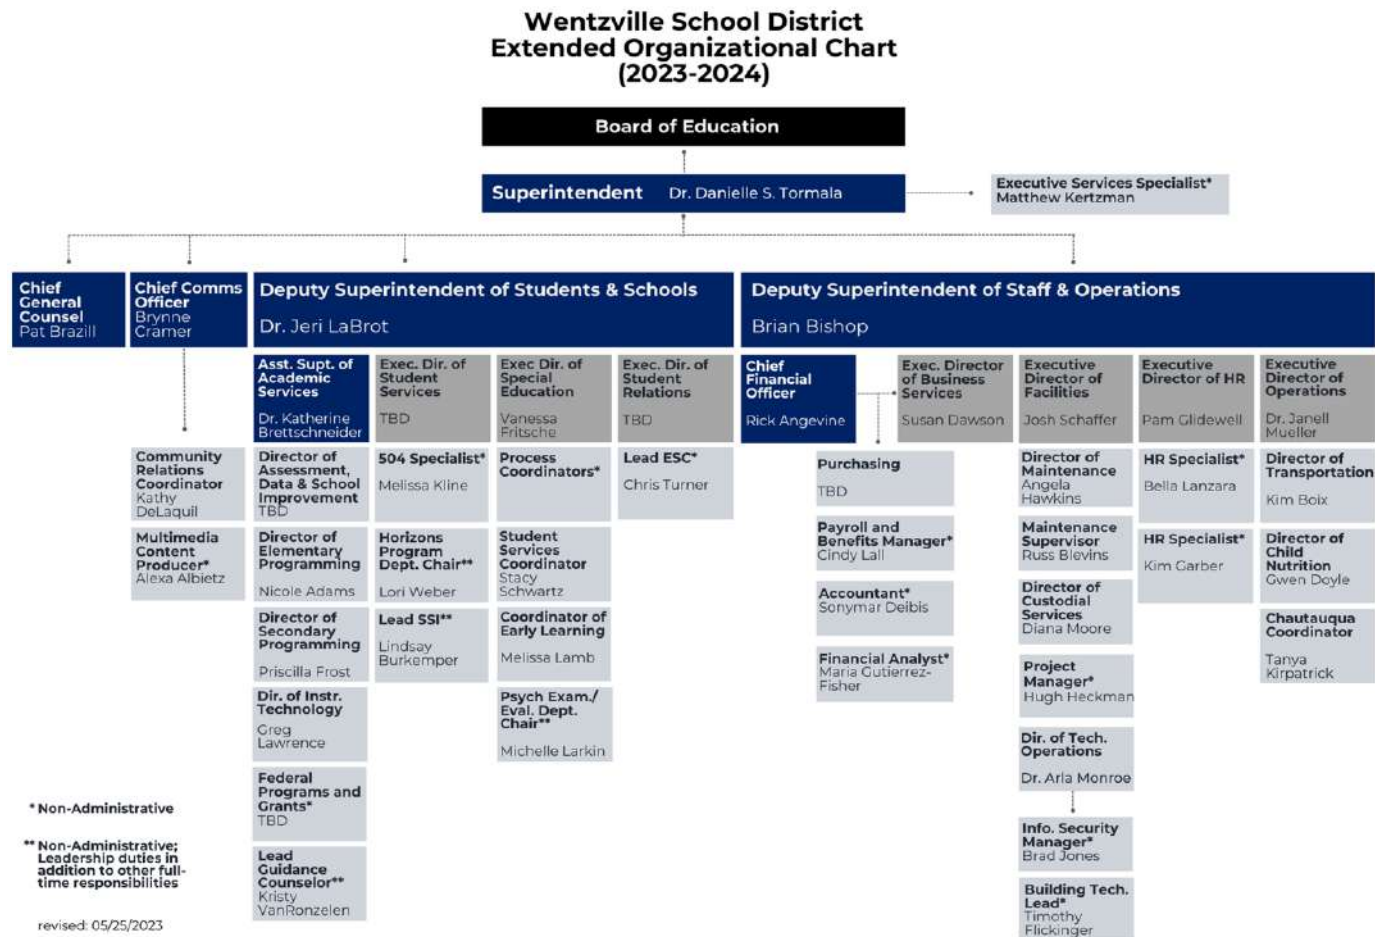 Wentzville School District
Extended Organizational Chart
(2023-2024)
Board of Education
Superintendent Dr. Danielle S. Tormala
Executive Services Specialist*
Matthew Kertzman
Chief
General
Counsel
Pat Brazill
Chief Comms
Officer
Brynne
Cramer
Deputy Superintendent of Students & Schools
Dr. Jeri LaBrot
Deputy Superintendent of Staff & Operations
Brian Bishop
Asst. Supt. of
Academic
Services
Dr. Katherine
Brettschneider
Exec. Dir. of
Student
Services
TBD
Exec Dir. of
Special
Education
Vanessa
Fritsche
Exec. Dir. of
Student
Relations
TBD
Chief
Financial
Officer
Rick Angevine
Exec. Director
of Business
Services
Susan Dawson
Executive
Director of
Facilities
Josh Schaffer
Executive
Director of HR
Pam Glidewell
Executive
Director of
Operations
Dr. Janell
Mueller
Community
Relations
Coordinator
Kathy
DeLaquil
Multimedia
Content
Producer*
Alexa Albietz
Director of
Assessment,
Data & School
Improvement
TBD
Director of
Elementary
Programming
Nicole Adams
Director of
Secondary
Programming
Priscilla Frost
Dir. of Instr.
Technology
Greg
Lawrence
Federal
Programs and
Grants*
TBD
Lead
Guidance
Counselor**
Kristy
VanRonzelen
504 Specialist*
Melissa Kline
Horizons
Program
Dept. Chair**
Lori Weber
Lead SSI**
Lindsay
Burkemper
Process
Coordinators*
Student
Services
Coordinator
Stacy
Schwartz
Coordinator of
Early Learning
Melissa Lamb
Psych Exam./
Eval. Dept.
Chair**
Michelle Larkin
Lead ESC*
Chris Turner
Purchasing
TBD
Payroll and
Benefits Manager*
Cindy Lall
Accountant*
Sonymar Deibis
Financial Analyst*
Maria Gutierrez-
Fisher
Director of
Maintenance
Angela
Hawkins
Maintenance
Supervisor
Russ Blevins
Director of
Custodial
Services
Diana Moore
Project
Manager*
Hugh Heckman
Dir. of Tech.
Operations
Dr. Arla Monroe
Info. Security
Manager*
Brad Jones
Building Tech.
Lead*
Timothy
Flickinger
HR Specialist*
Bella Lanzara
HR Specialist*
Kim Garber
Director of
Transportation
Kim Boix
Director of
Child
Nutrition
Gwen Doyle
Chautauqua
Coordinator
Tanya
Kirpatrick
* Non-Administrative
** Non-Administrative;
Leadership duties in
addition to other full-
time responsibilities
revised: 05/25/2023